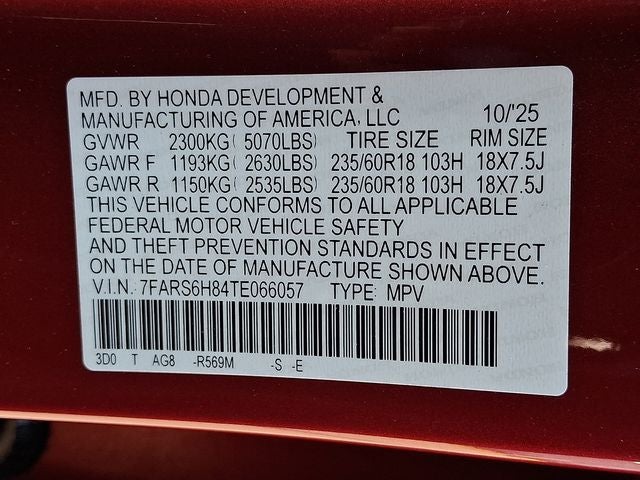 MFD. BY HONDA DEVELOPMENT &
MANUFACTURING OF AMERICA, LLC 10/'25
GVWR 2300KG( 5070LBS) TIRE SIZE RIM SIZE
GAWR F 1193KG( 2630LBS) 235/60R18 103H 18X7.5J
GAWR R 1150KG( 2535LBS) 235/60R18 103H 18X7.5J
THIS VEHICLE CONFORMS TO ALL APPLICABLE
FEDERAL MOTOR VEHICLE SAFETY
AND THEFT PREVENTION STANDARDS IN EFFECT
ON THE DATE OF MANUFACTURE SHOWN ABOVE.
V.I.N.:7FARS6H84TE066057 TYPE: MPV
3D0 T AG8 -R569M -S -E